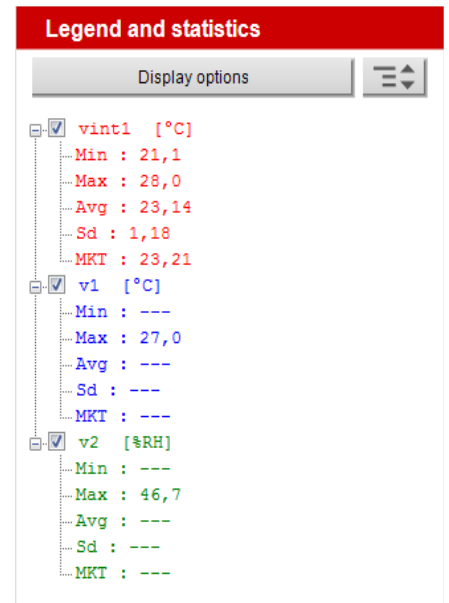 Legend and statistics
Display options
vint1 [°C]
Min : 21,1
Max : 28,0
Avg : 23,14
Sd : 1,18
MKT : 23,21
v1 [°C]
Min : ---
Max : 27,0
Avg : ---
Sd : ---
MKT : ---
v2 [%RH]
Min : ---
Max : 46,7
Avg : ---
Sd : ---
MKT : ---